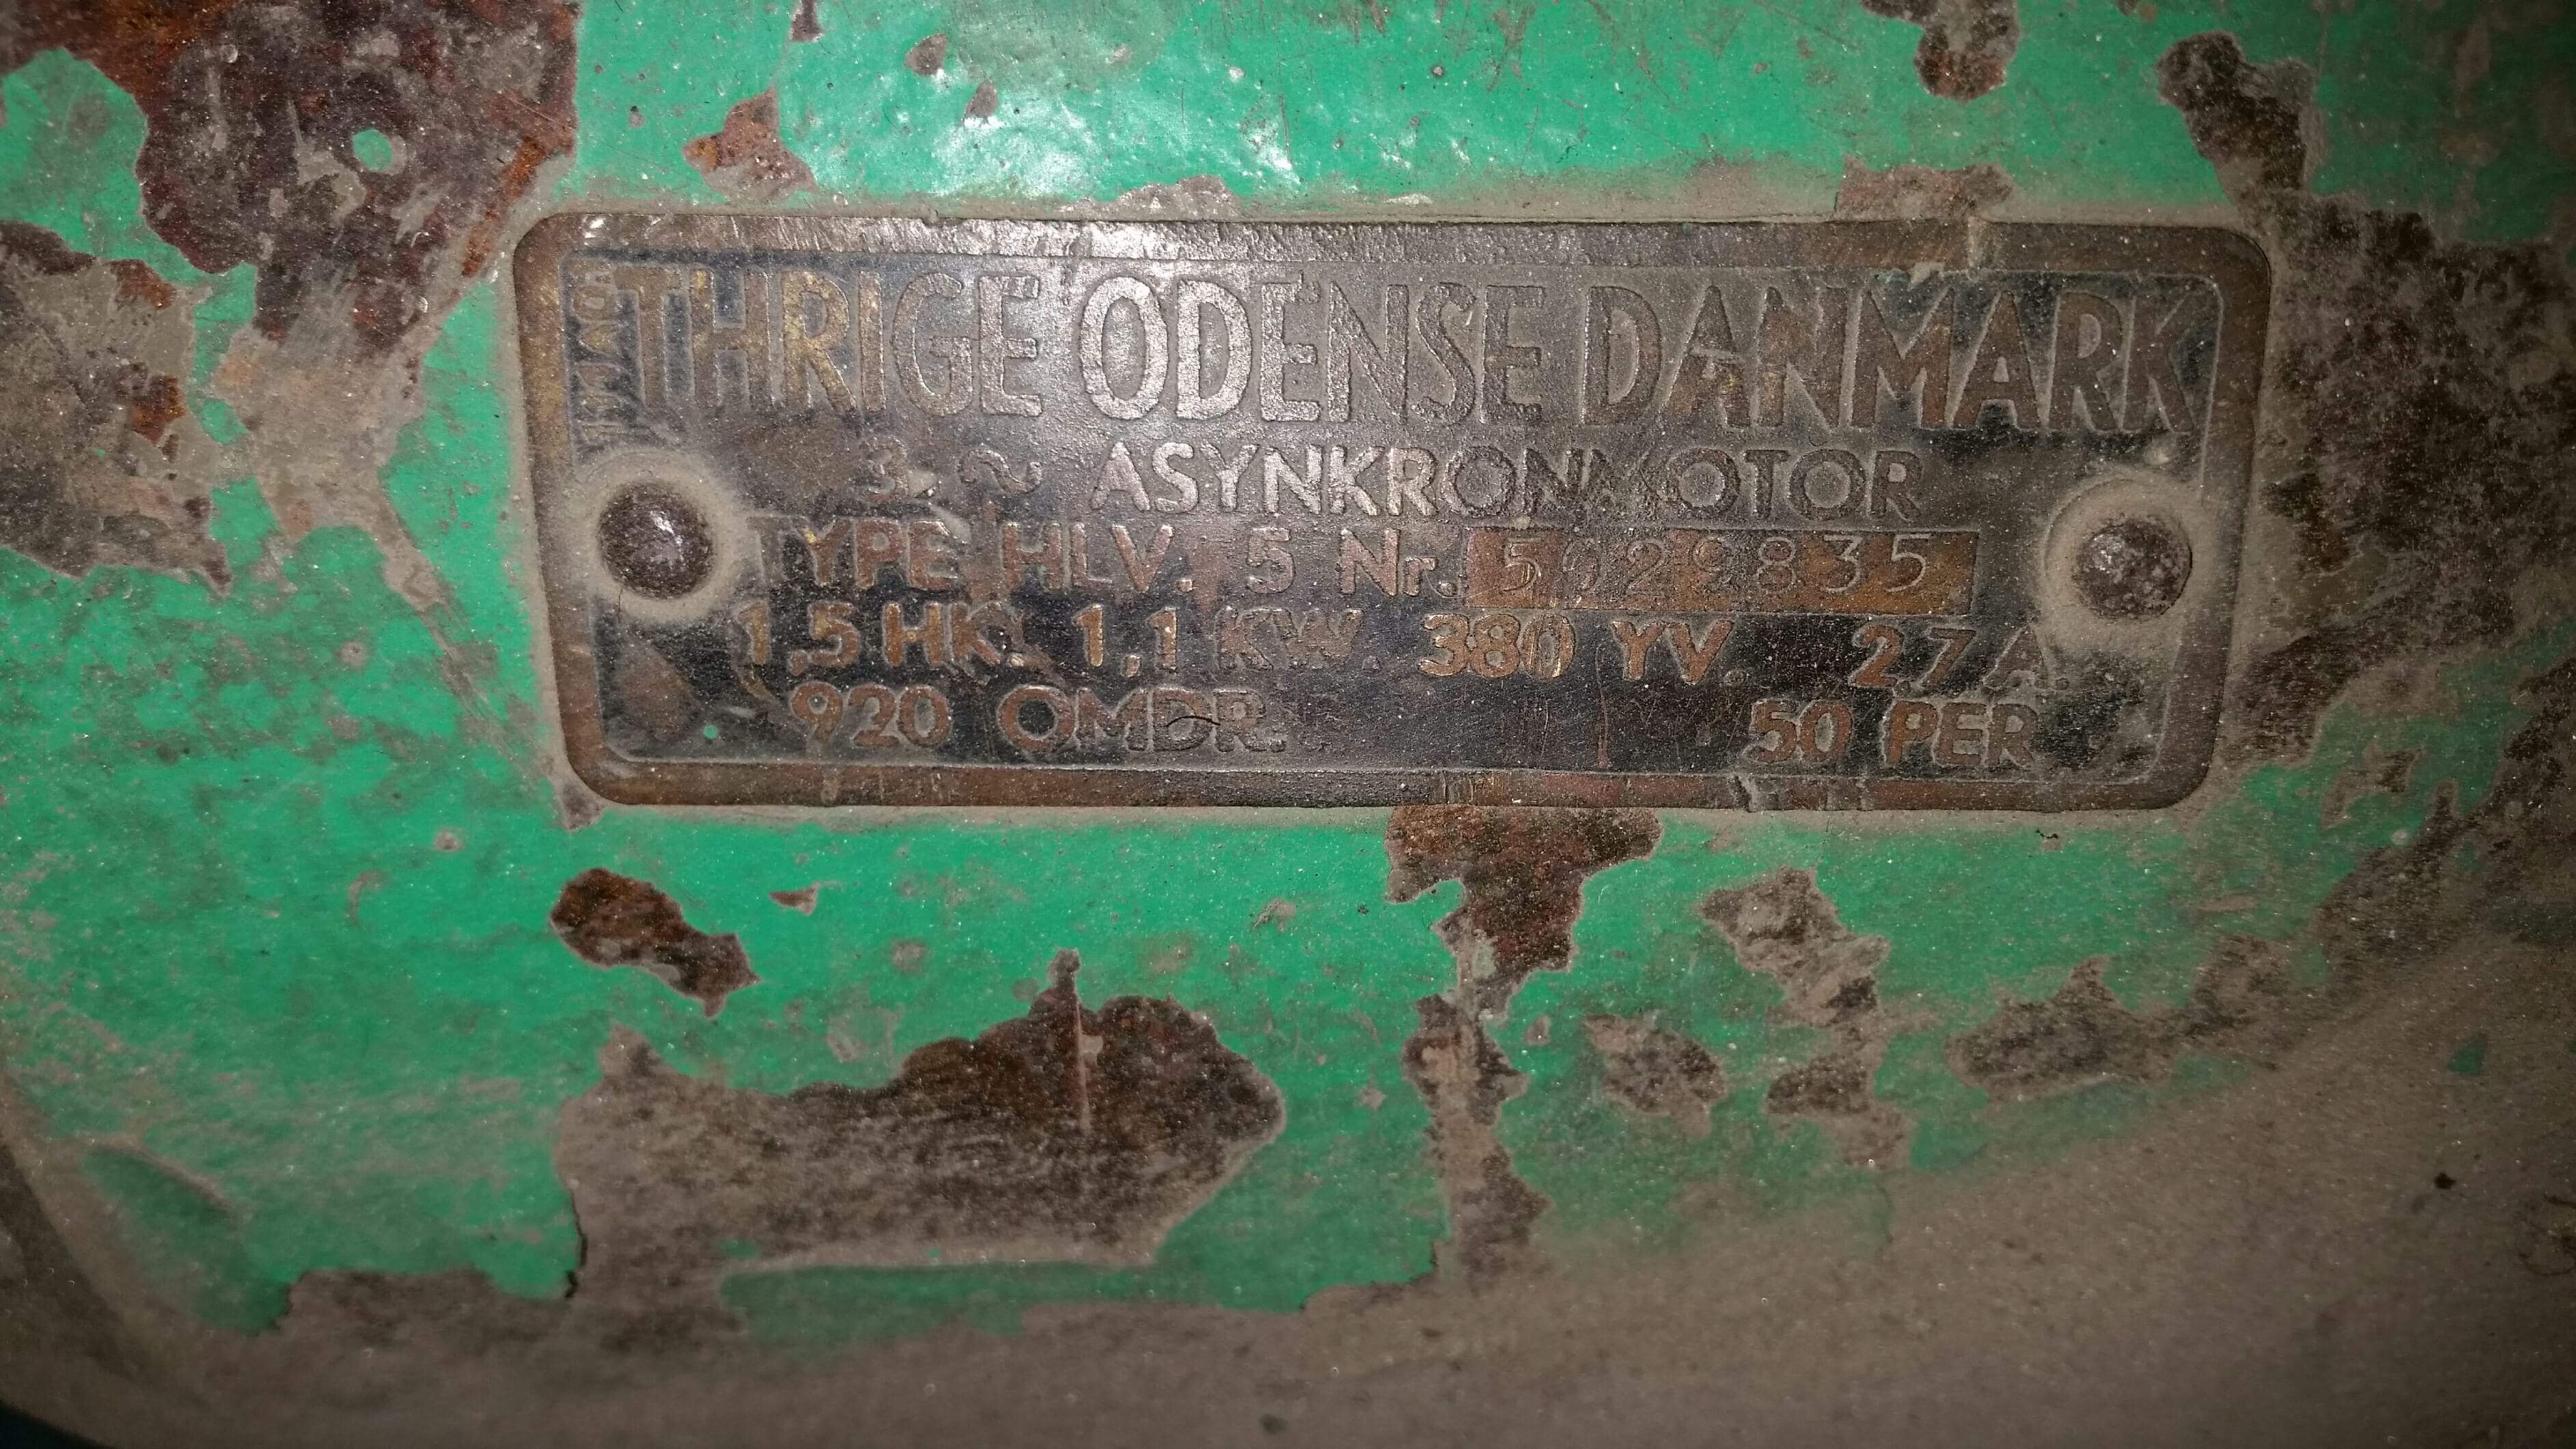 THRIGE ODENSE DANMARK
3 ~ ASYNKRONMOTOR
TYPE HLV. 5 Nr. 5029835
1,5 HK. 1,1 KW. 380 YV. 2,7 A.
920 OMDR. 50 PER